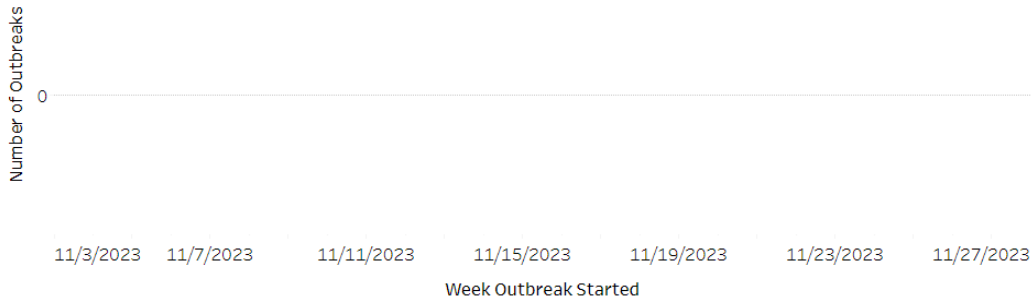 Number of Outbreaks
0
11/3/2023 11/7/2023 11/11/2023 11/15/2023 11/19/2023 11/23/2023 11/27/2023
Week Outbreak Started